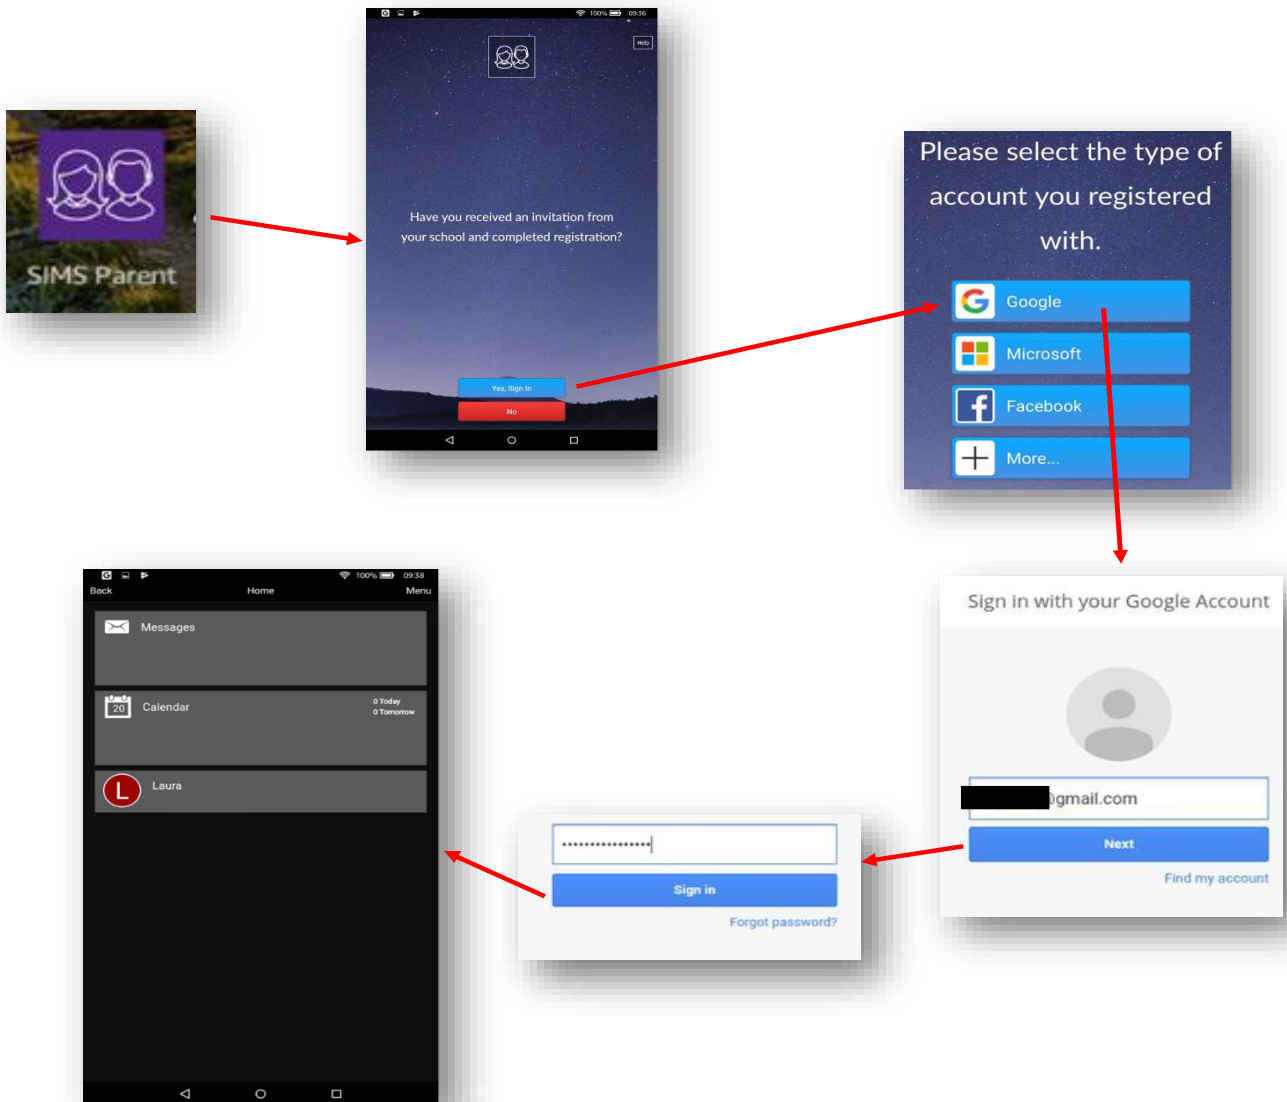 SIMS Parent
100% 09:36
Help
Have you received an invitation from
your school and completed registration?
Yes, Sign In
No
Please select the type of
account you registered
with.
Google
Microsoft
Facebook
More...
Sign in with your Google Account
@gmail.com
Next
Find my account
Sign in
Forgot password?
100% 09:38
Back Home Menu
Messages
20 Calendar 0 Today
0 Tomorrow
L Laura